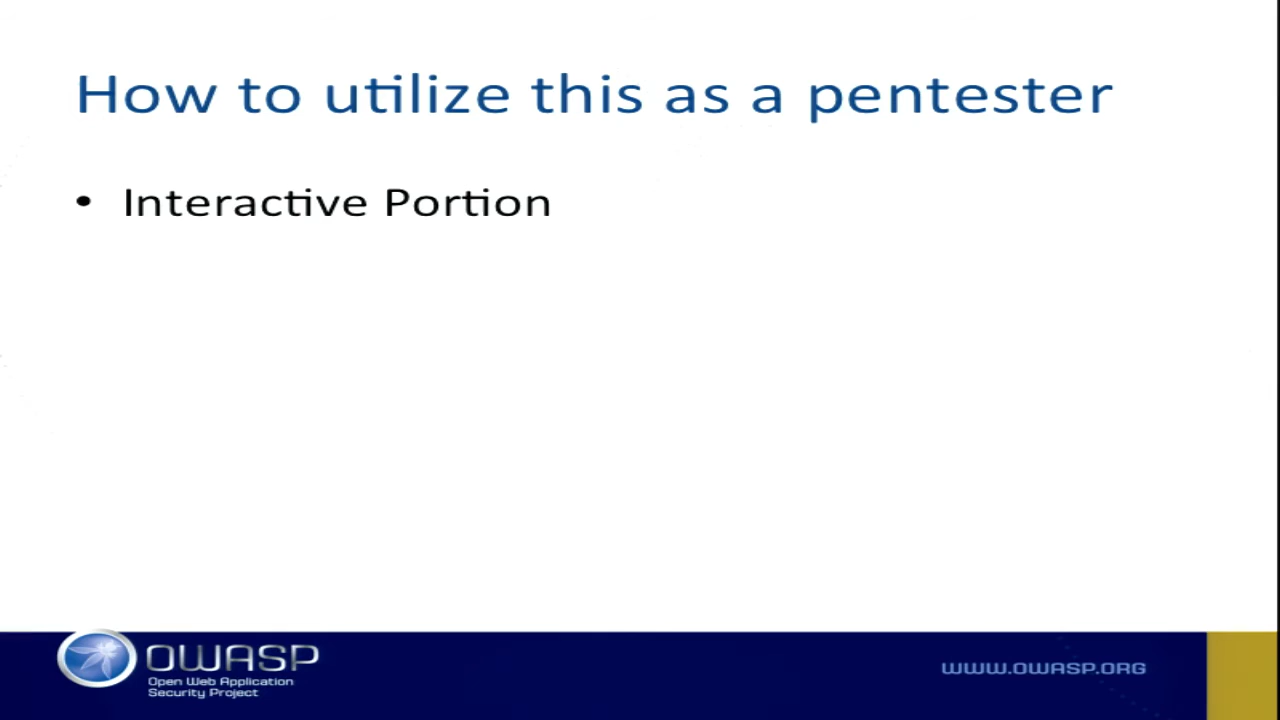 How to utilize this as a pentester
• Interactive Portion
OWASP
Open Web Application
Security Project
WWW.OWASP.ORG